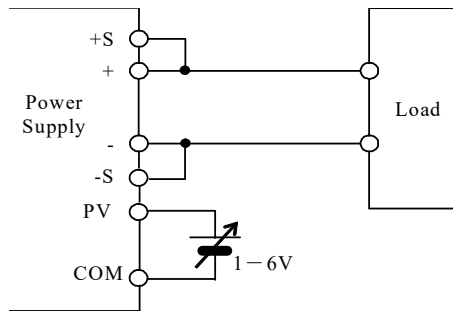 +S
+
Power
Supply
Load
-
-S
PV
COM
1－6V